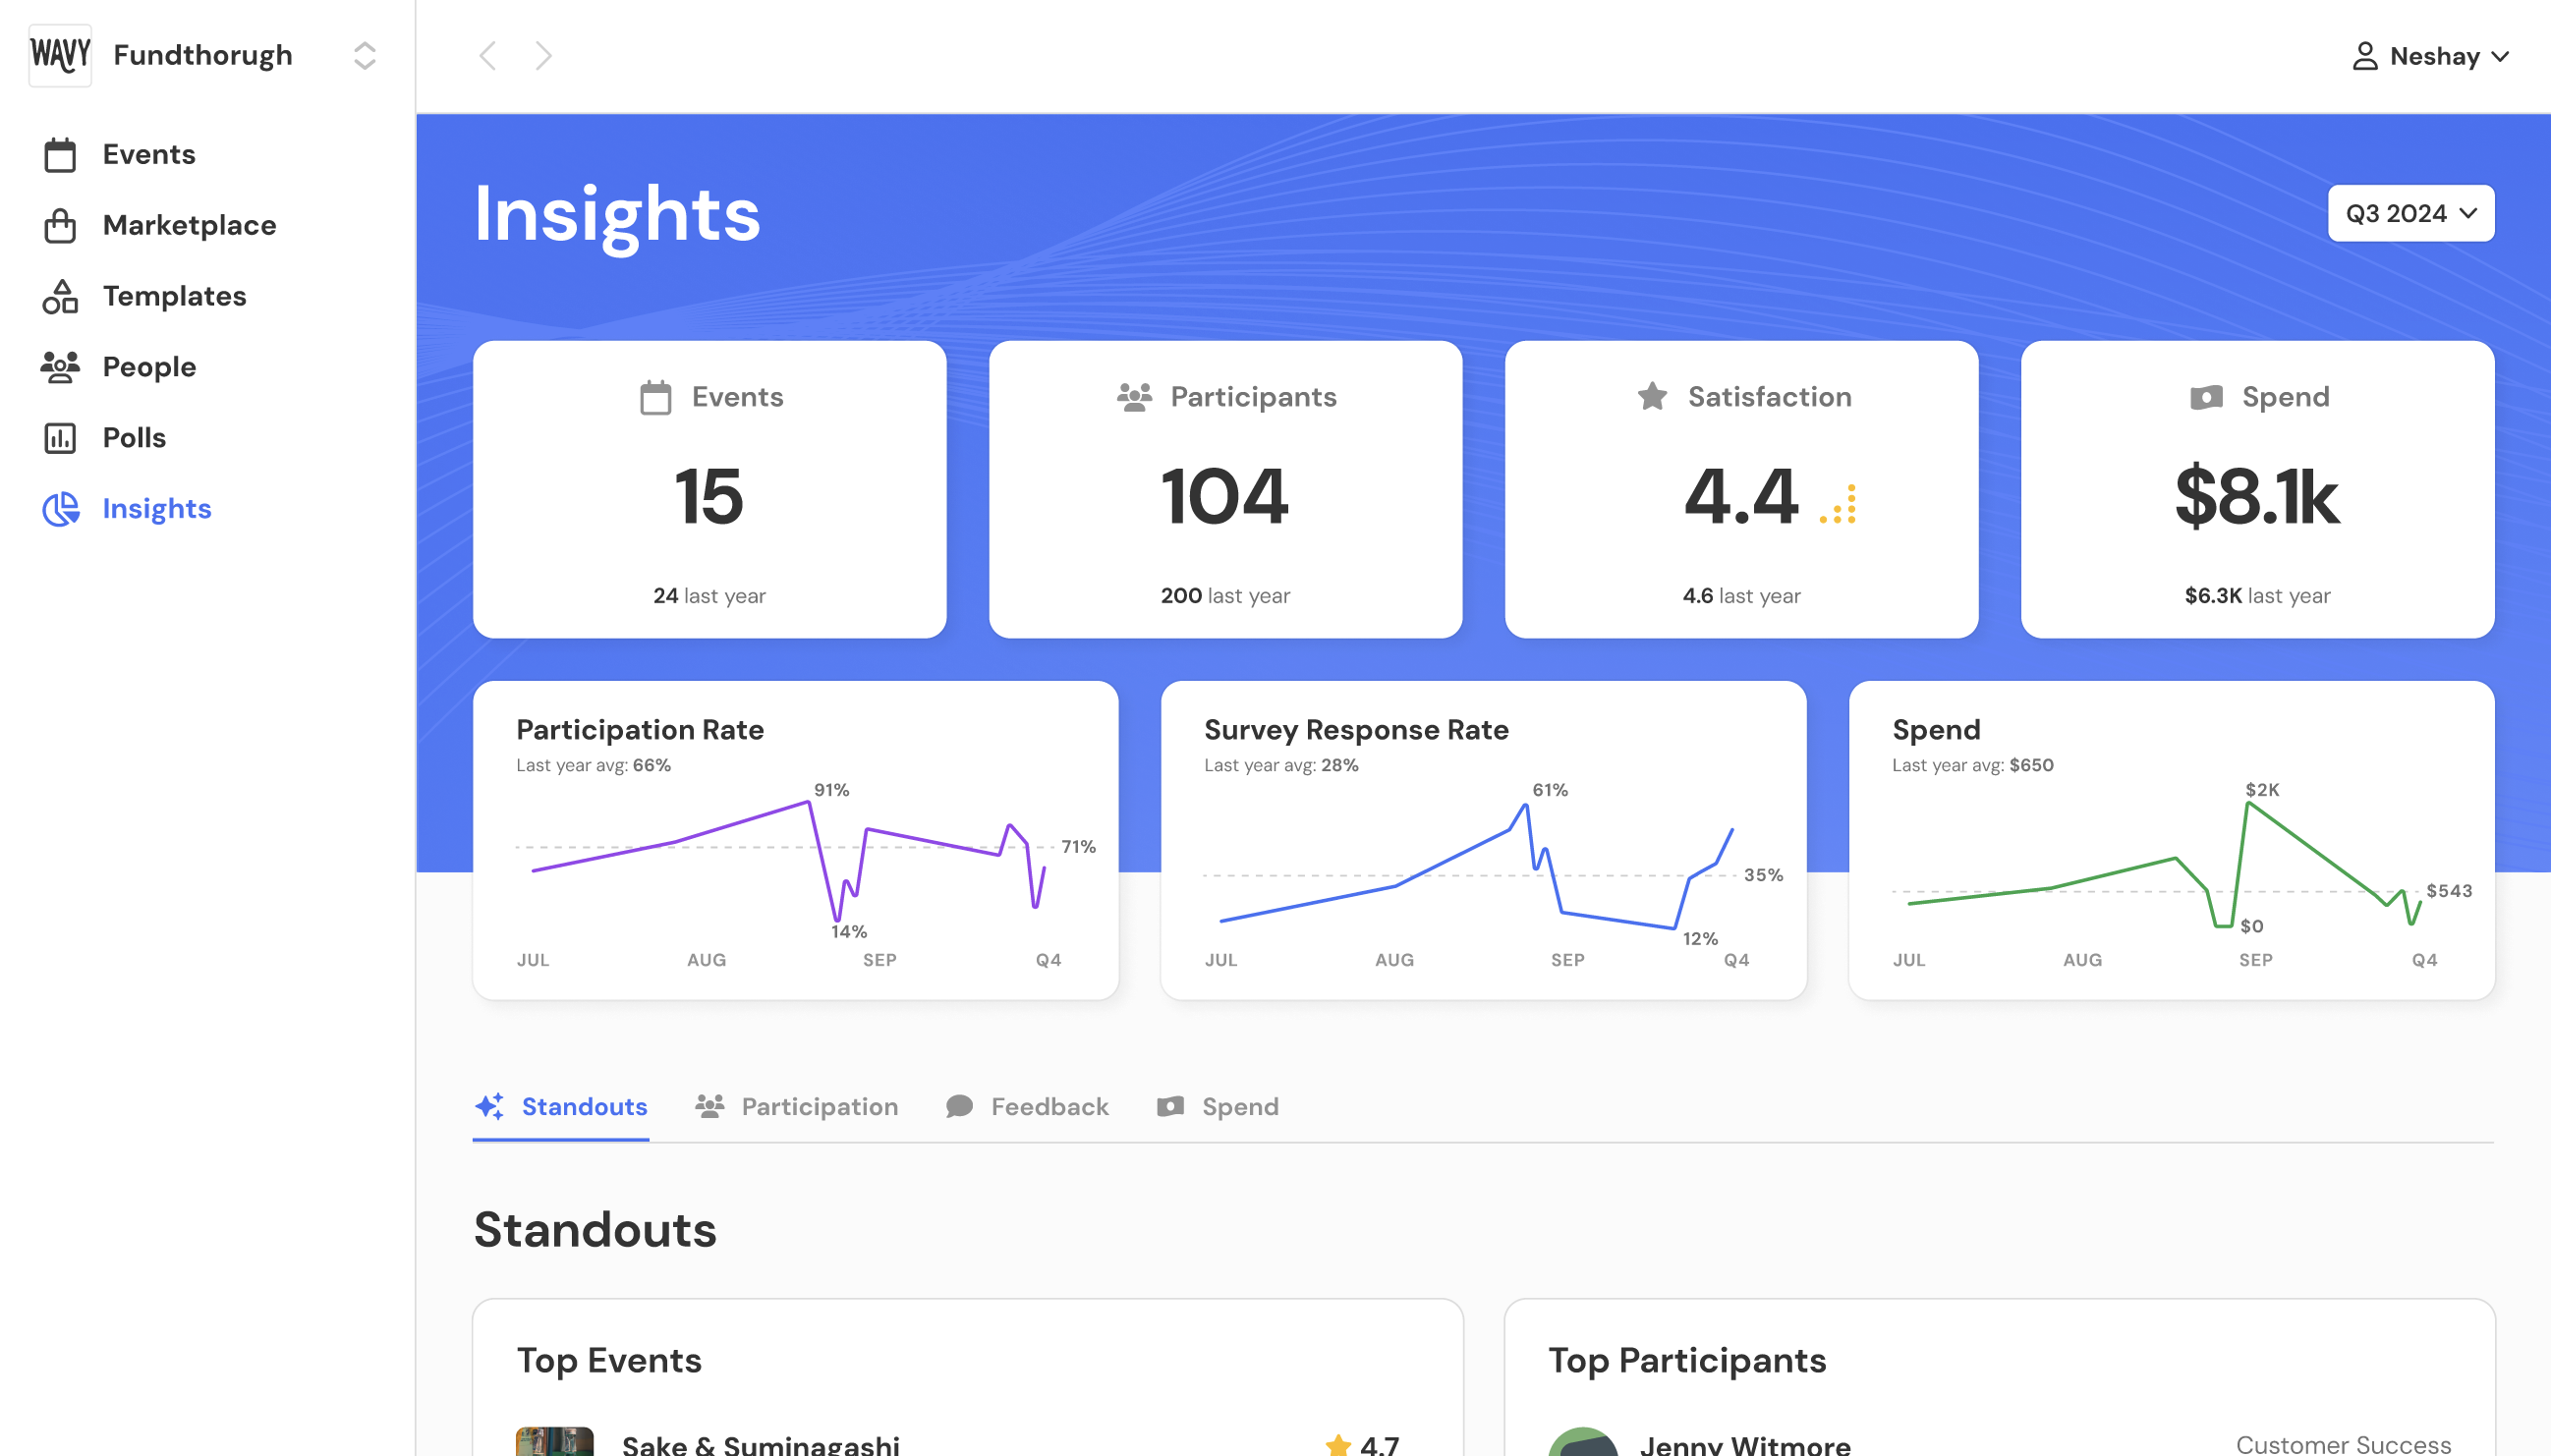 WAVY
Fundthorugh
Neshay
Events
Marketplace
Templates
People
Polls
Insights
Insights
Q3 2024
Events
15
24 last year
Participants
104
200 last year
Satisfaction
4.4
4.6 last year
Spend
$8.1k
$6.3K last year
Participation Rate
Last year avg: 66%
91%
71%
14%
JUL AUG SEP Q4
Survey Response Rate
Last year avg: 28%
61%
35%
12%
JUL AUG SEP Q4
Spend
Last year avg: $650
$2K
$543
$0
JUL AUG SEP Q4
Standouts Participation Feedback Spend
Standouts
Top Events
Sake & Suminagashi 4.7
Top Participants
Jenny Witmore Customer Success